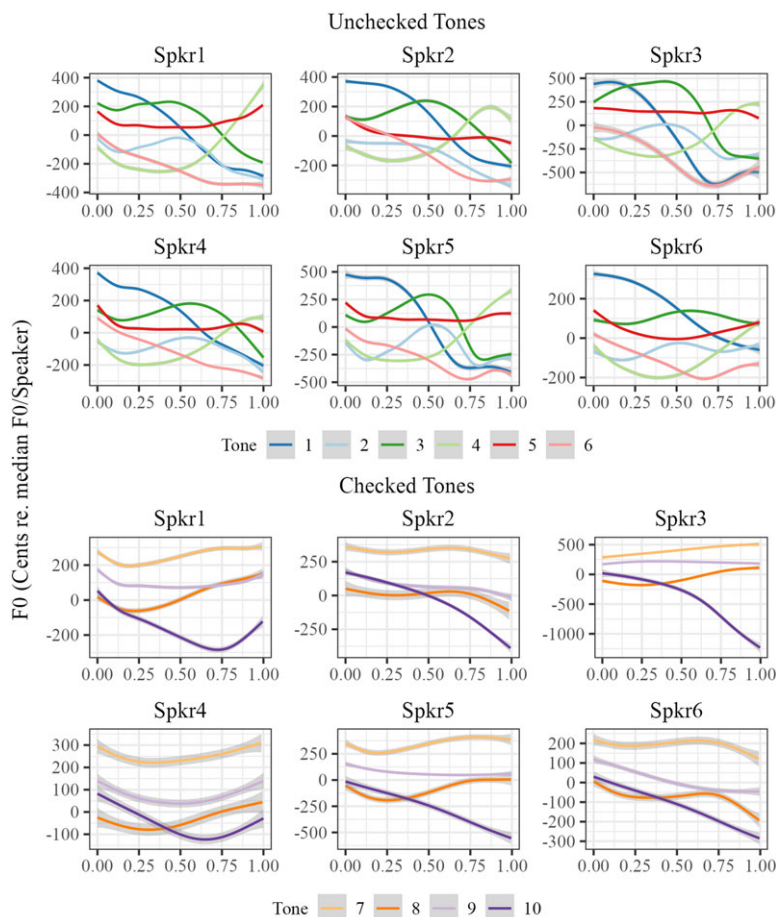 Unchecked Tones
Spkr1 Spkr2 Spkr3
400 200 0 -200 -400
0.00 0.25 0.50 0.75 1.00
400 200 0 -200
0.00 0.25 0.50 0.75 1.00
500 250 0 -250 -500
0.00 0.25 0.50 0.75 1.00
Spkr4 Spkr5 Spkr6
400 200 0 -200
0.00 0.25 0.50 0.75 1.00
500 250 0 -250 -500
0.00 0.25 0.50 0.75 1.00
200 0 -200
0.00 0.25 0.50 0.75 1.00
Tone 1 2 3 4 5 6
F0 (Cents re. median F0/Speaker)
Checked Tones
Spkr1 Spkr2 Spkr3
200 0 -200
0.00 0.25 0.50 0.75 1.00
250 0 -250
0.00 0.25 0.50 0.75 1.00
500 0 -500 -1000
0.00 0.25 0.50 0.75 1.00
Spkr4 Spkr5 Spkr6
300 200 100 0 -100
0.00 0.25 0.50 0.75 1.00
250 0 -250 -500
0.00 0.25 0.50 0.75 1.00
200 100 0 -100 -200 -300
0.00 0.25 0.50 0.75 1.00
Tone 7 8 9 10